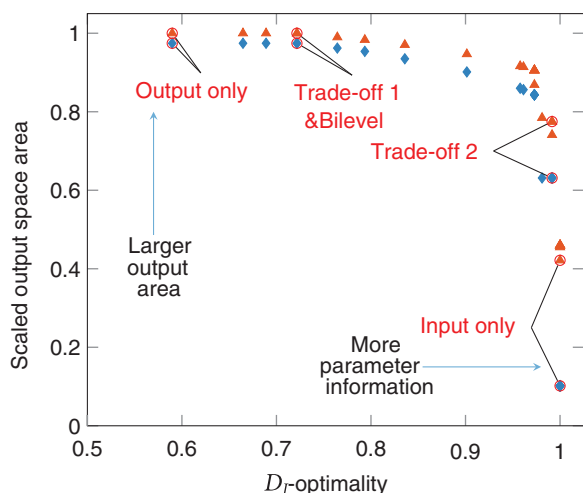 Scaled output space area
1
0.8
0.6
0.4
0.2
0
Output only
Trade-off 1
&Bilevel
Trade-off 2
Larger
output
area
Input only
More
parameter
information
0.5
0.6
0.7
0.8
0.9
1
D_I-optimality